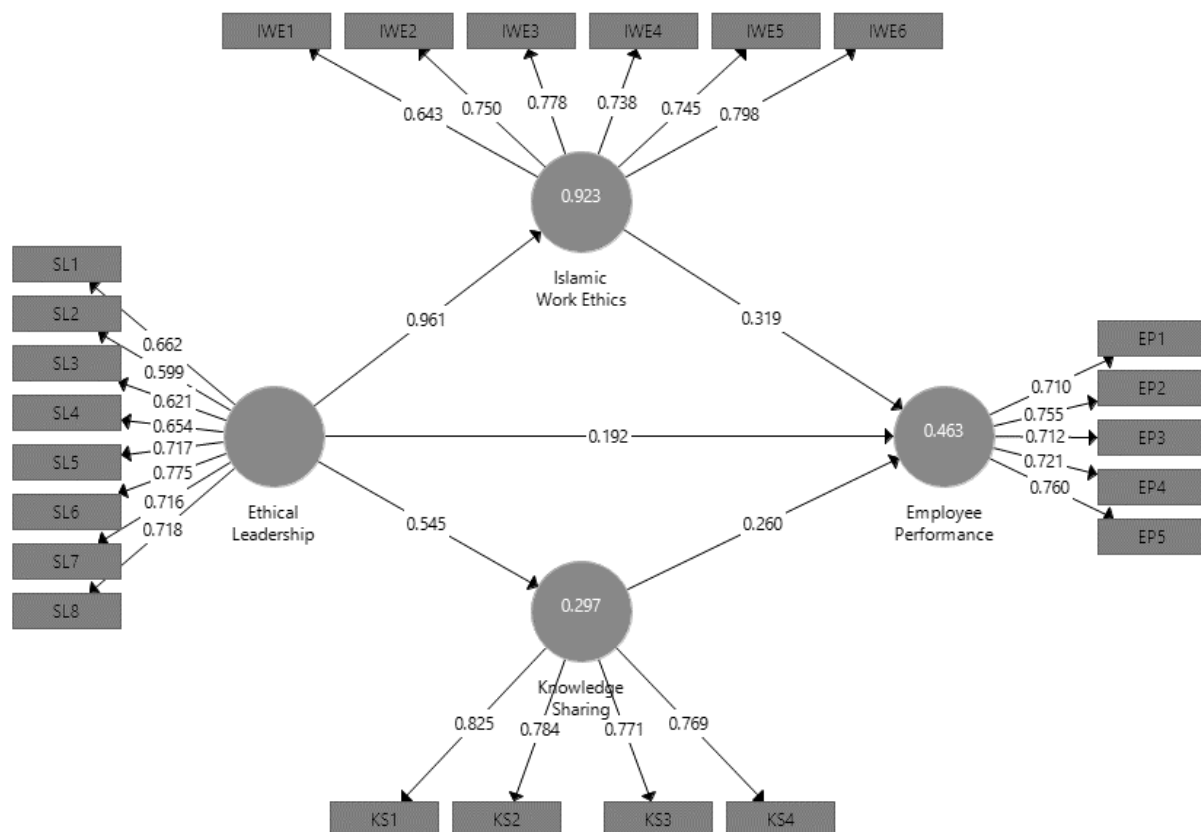 IWE1 IWE2 IWE3 IWE4 IWE5 IWE6
0.643 0.750 0.778 0.738 0.745 0.798
0.923
Islamic
Work Ethics
SL1
SL2
SL3
SL4
SL5
SL6
SL7
SL8
0.662
0.599
0.621
0.654
0.717
0.775
0.716
0.718
Ethical
Leadership
0.961
0.192
0.545
0.319
0.260
0.463
Employee
Performance
0.710
0.755
0.712
0.721
0.760
EP1
EP2
EP3
EP4
EP5
0.297
Knowledge
Sharing
0.825 0.784 0.771 0.769
KS1 KS2 KS3 KS4